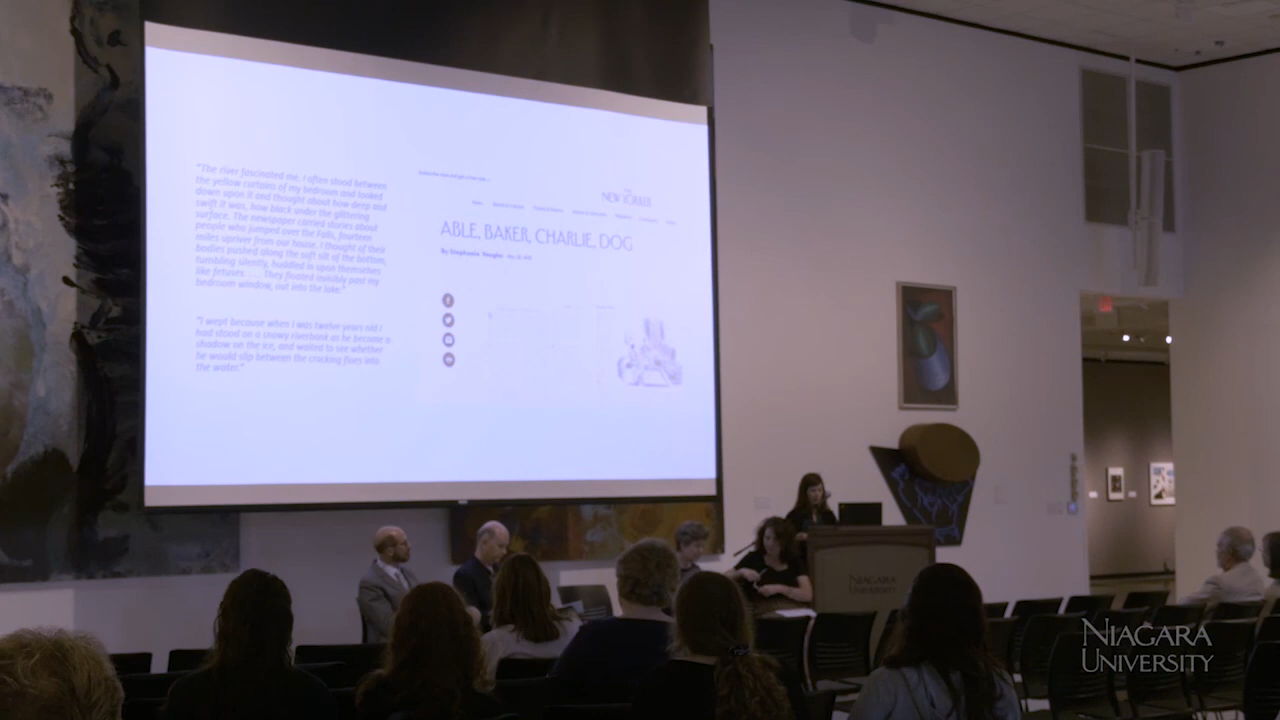 "The river fascinated me. I often stood between
the yellow curtains of my bedroom and looked
down upon it and thought about how deep and
swift it was, how black under the glittering
surface. The newspaper carried stories about
people who jumped over the Falls, fourteen
miles upriver from our house. I thought of their
bodies pushed along the soft silt of the bottom,
tumbling silently, huddled in upon themselves
like fetuses. . . . They floated invisibly past my
bedroom window, out into the lake."
"I wept because when I was twelve years old I
had stood on a snowy riverbank as he became a
shadow on the ice, and waited to see whether
he would slip between the cracking floes into
the water."
THE
NEW YORKER
ABLE, BAKER, CHARLIE, DOG
By Stephanie Vaughn
NIAGARA
UNIVERSITY
NIAGARA
UNIVERSITY